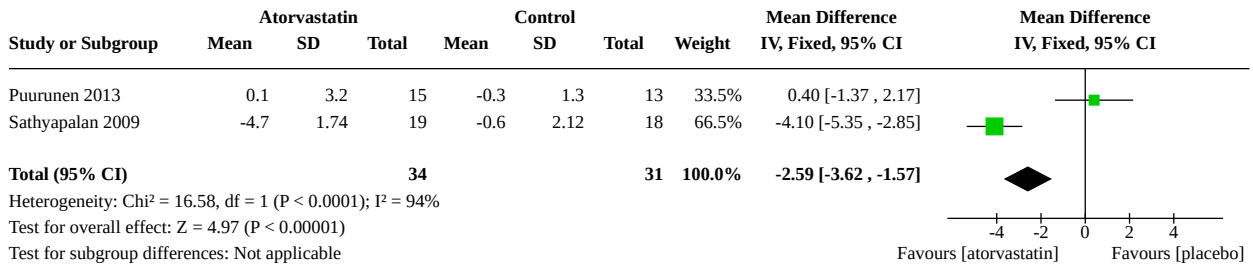 Atorvastatin Control Mean Difference Mean Difference
Study or Subgroup Mean SD Total Mean SD Total Weight IV, Fixed, 95% CI IV, Fixed, 95% CI
Puurunen 2013 0.1 3.2 15 -0.3 1.3 13 33.5% 0.40 [-1.37 , 2.17]
Sathyapalan 2009 -4.7 1.74 19 -0.6 2.12 18 66.5% -4.10 [-5.35 , -2.85]
Total (95% CI) 34 31 100.0% -2.59 [-3.62 , -1.57]
Heterogeneity: Chi² = 16.58, df = 1 (P < 0.0001); I² = 94%
Test for overall effect: Z = 4.97 (P < 0.00001)
-4 -2 0 2 4
Test for subgroup differences: Not applicable Favours [atorvastatin] Favours [placebo]